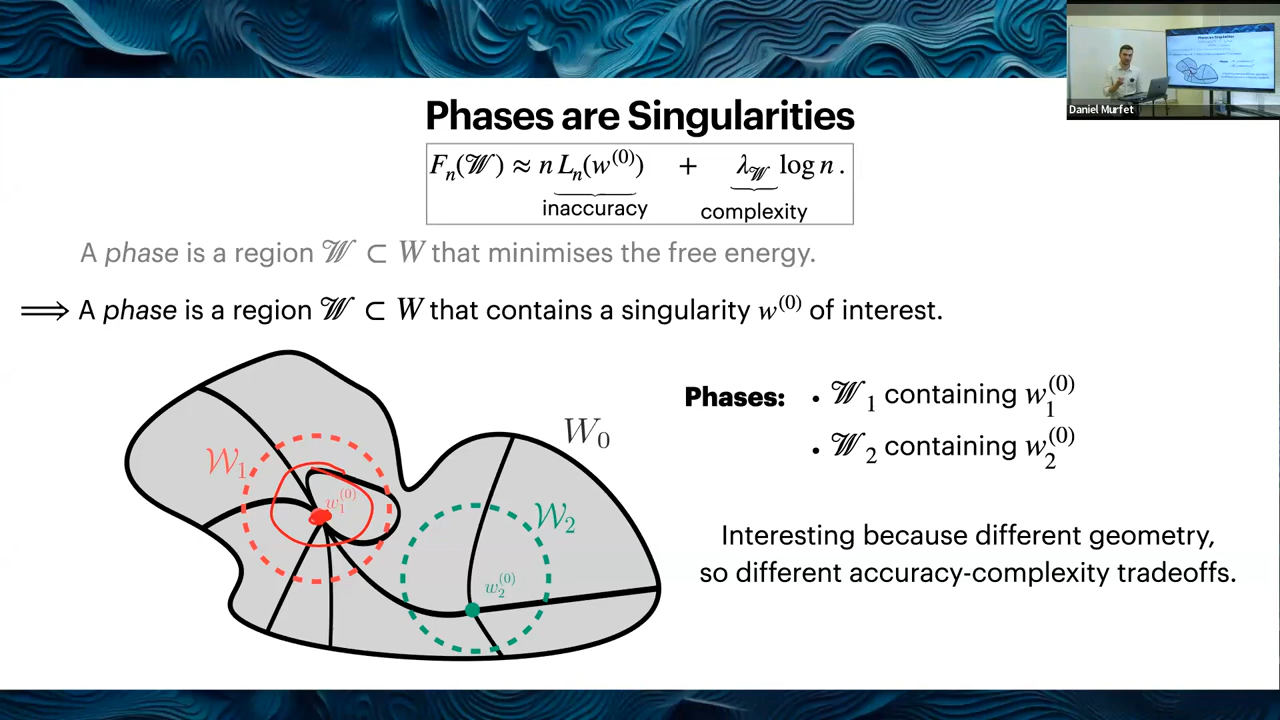 Phases are Singularities
Fₙ(𝒲) ≈ n Lₙ(w⁽⁰⁾) + λ_𝒲 log n .
inaccuracy complexity
A phase is a region 𝒲 ⊂ W that minimises the free energy.
⟹ A phase is a region 𝒲 ⊂ W that contains a singularity w⁽⁰⁾ of interest.
Phases: • 𝒲₁ containing w₁⁽⁰⁾
• 𝒲₂ containing w₂⁽⁰⁾
W₀
𝒲₁
w₁⁽⁰⁾
𝒲₂
w₂⁽⁰⁾
Interesting because different geometry,
so different accuracy-complexity tradeoffs.
Daniel Murfet